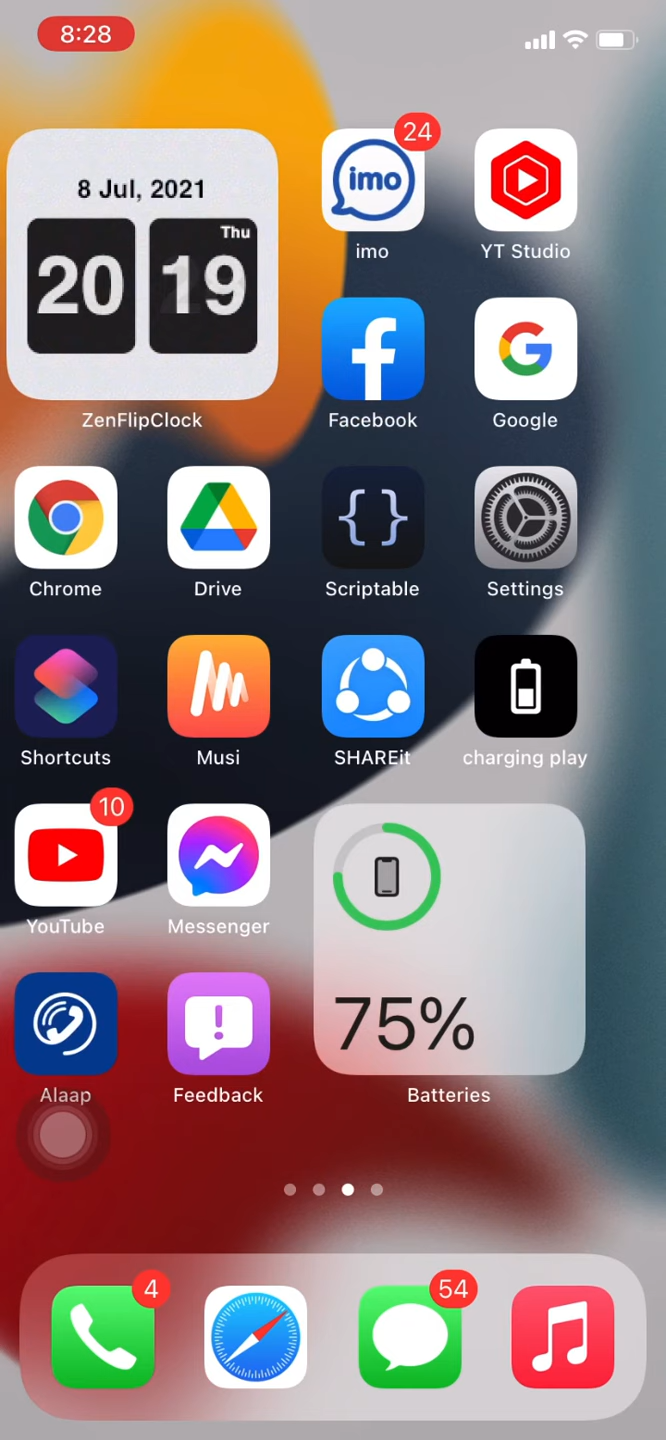 8:28
8 Jul, 2021
Thu
20 19
ZenFlipClock
24
imo
imo
YT Studio
Facebook
Google
Chrome
Drive
Scriptable
Settings
Shortcuts
Musi
SHAREit
charging play
10
YouTube
Messenger
75%
Alaap
Feedback
Batteries
4
54